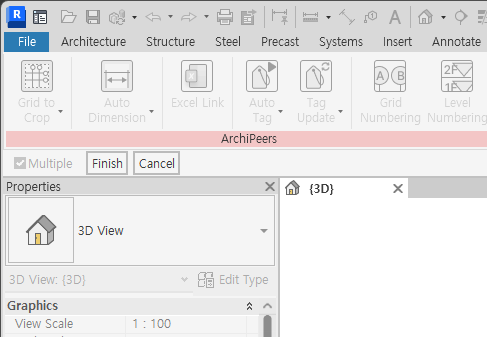 R
A
File Architecture Structure Steel Precast Systems Insert Annotate
Grid to Crop Auto Dimension Excel Link Auto Tag Tag Update Grid Numbering Level Numbering
ArchiPeers
Multiple Finish Cancel
Properties
{3D}
3D View
3D View: {3D} Edit Type
Graphics
View Scale 1 : 100